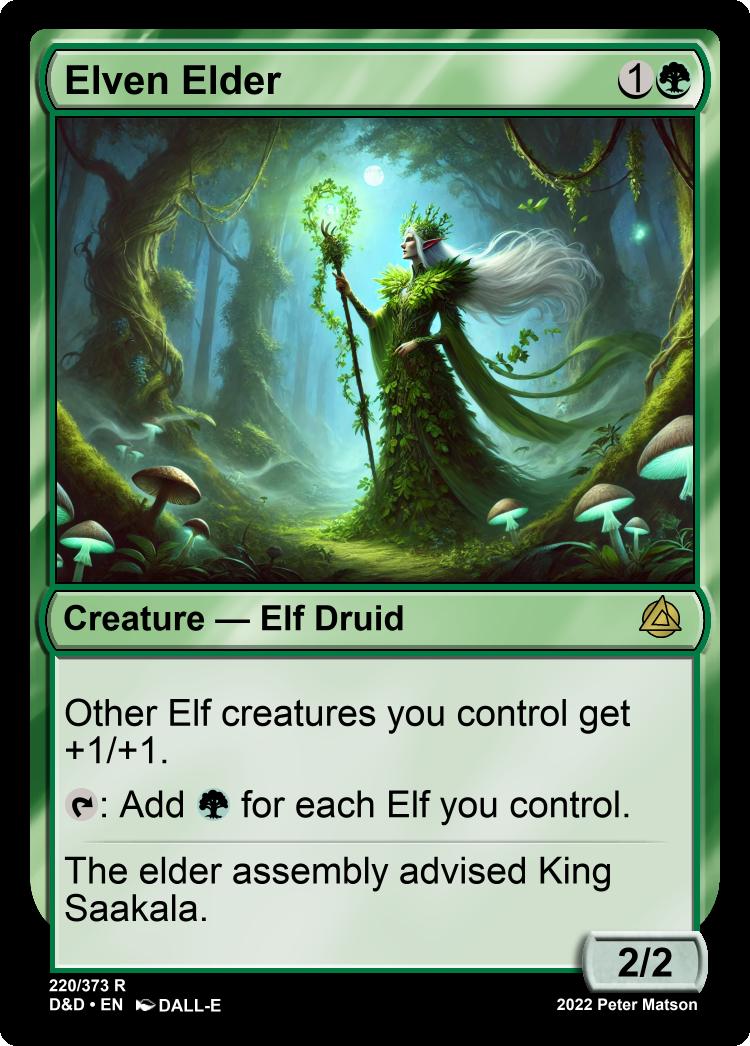 Elven Elder 1
Creature — Elf Druid
Other Elf creatures you control get
+1/+1.
: Add for each Elf you control.
The elder assembly advised King
Saakala.
2/2
220/373 R
D&D • EN DALL-E
2022 Peter Matson